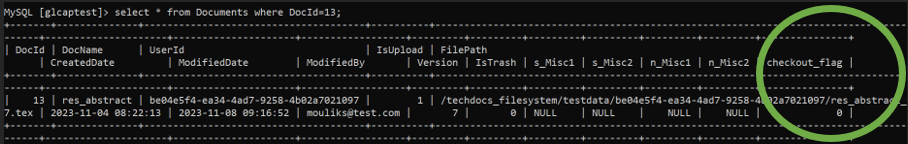 MySQL [glcaptest]> select * from Documents where DocId=13;
| DocId | DocName | UserId | IsUpload | FilePath
| CreatedDate | ModifiedDate | ModifiedBy | Version | IsTrash | s_Misc1 | s_Misc2 | n_Misc1 | n_Misc2 | checkout_flag |
| 13 | res_abstract | be04e5f4-ea34-4ad7-9258-4b02a7021097 | 1 | /techdocs_filesystem/testdata/be04e5f4-ea34-4ad7-9258-4b02a7021097/res_abstract_
7.tex | 2023-11-04 08:22:13 | 2023-11-08 09:16:52 | mouliks@test.com | 7 | 0 | NULL | NULL | NULL | NULL | 0 |